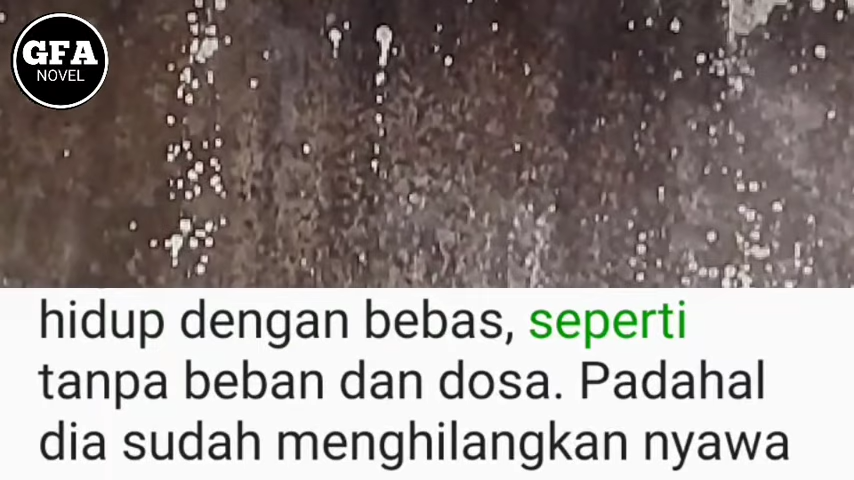 GFA
NOVEL
hidup dengan bebas, seperti
tanpa beban dan dosa. Padahal
dia sudah menghilangkan nyawa